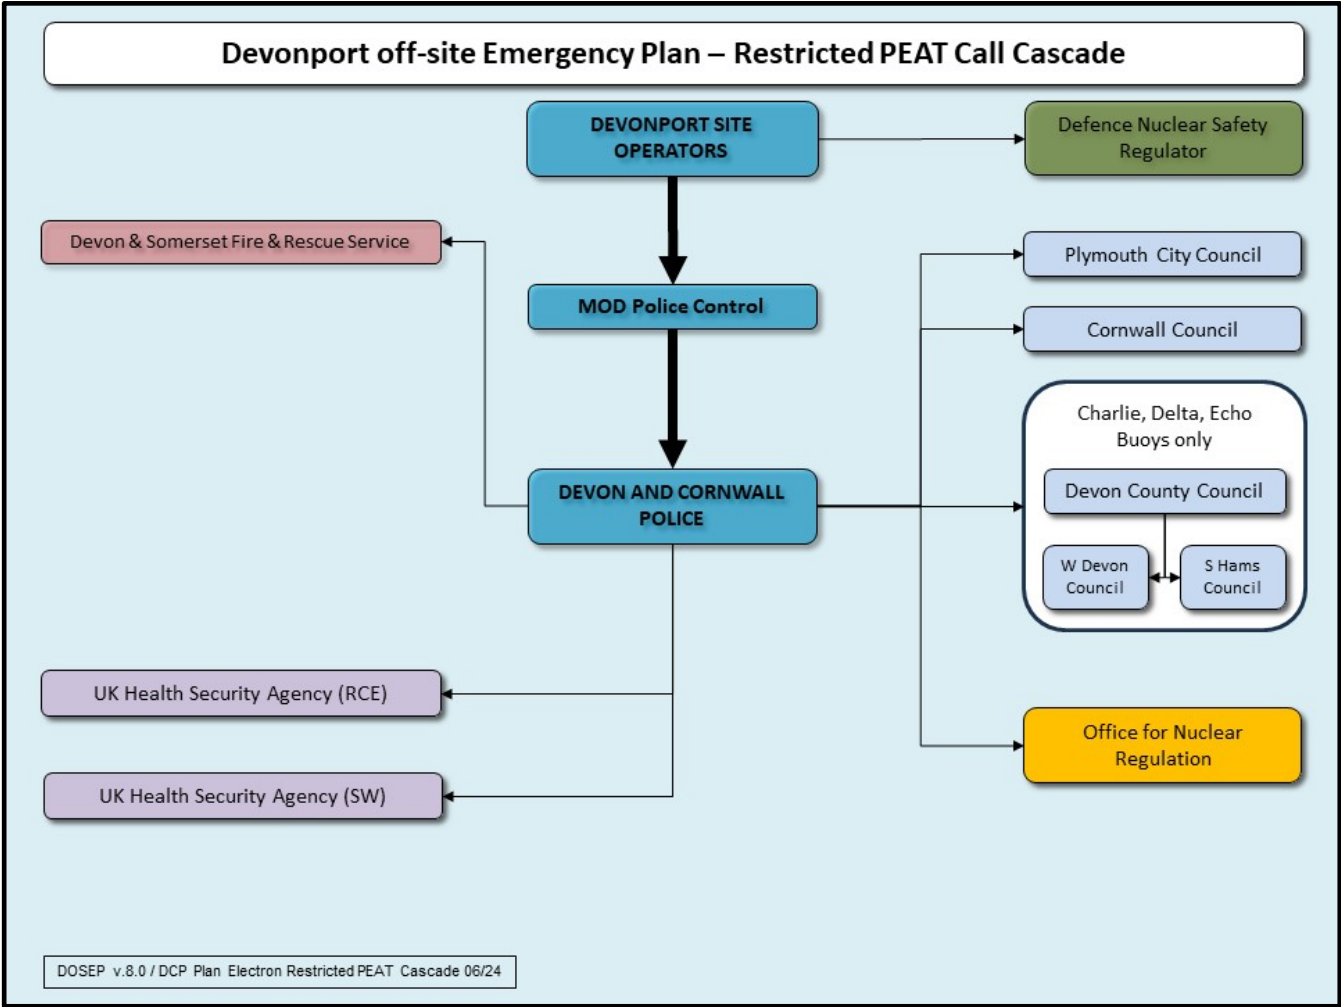 Devonport off-site Emergency Plan – Restricted PEAT Call Cascade
DEVONPORT SITE
OPERATORS
Defence Nuclear Safety
Regulator
Devon & Somerset Fire & Rescue Service
Plymouth City Council
MOD Police Control
Cornwall Council
Charlie, Delta, Echo
Buoys only
Devon County Council
DEVON AND CORNWALL
POLICE
W Devon
Council
S Hams
Council
UK Health Security Agency (RCE)
Office for Nuclear
Regulation
UK Health Security Agency (SW)
DOSEP v.8.0 / DCP Plan Electron Restricted PEAT Cascade 06/24